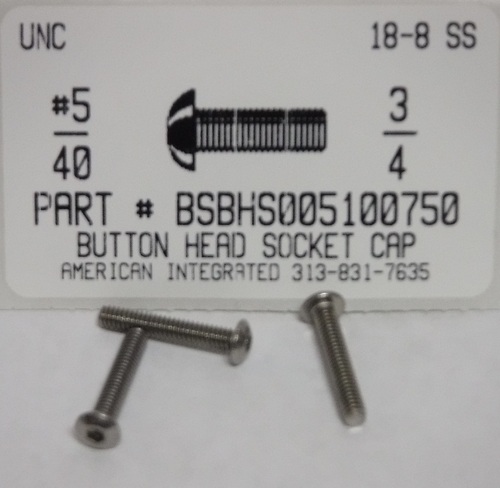 UNC 18-8 SS
#5 3
40 4
PART # BSBHS005100750
BUTTON HEAD SOCKET CAP
AMERICAN INTEGRATED 313-831-7635